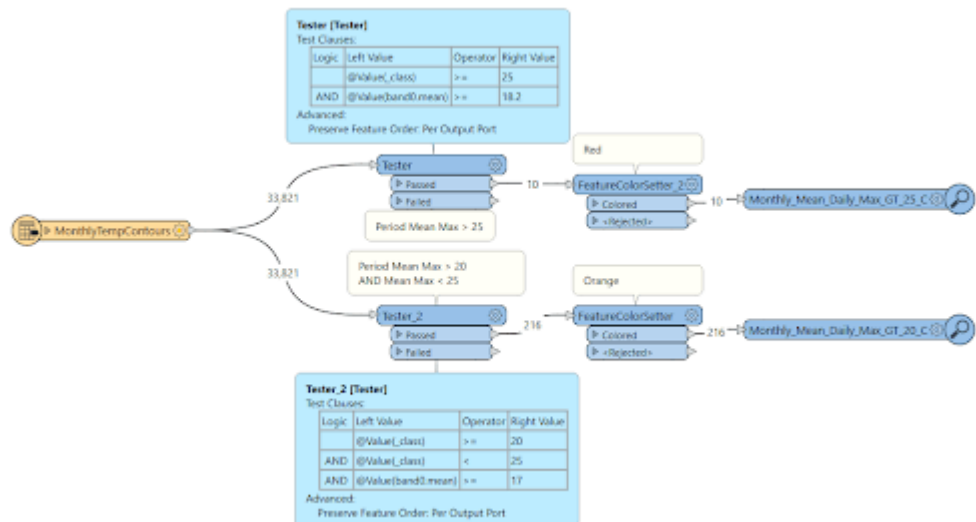 Tester [Tester]
Test Clauses:
Logic Left Value Operator Right Value
@Value(_class) >= 25
AND @Value(band0.mean) >= 18.2
Advanced:
Preserve Feature Order: Per Output Port
Red
Tester
Passed
Failed
10
FeatureColorSetter_2
Colored
<Rejected>
10
Monthly_Mean_Daily_Max_GT_25_C
33,821
Period Mean Max > 25
MonthlyTempContours
33,821
Period Mean Max > 20
AND Mean Max < 25
Orange
Tester_2
Passed
Failed
216
FeatureColorSetter
Colored
<Rejected>
216
Monthly_Mean_Daily_Max_GT_20_C
Tester_2 [Tester]
Test Clauses:
Logic Left Value Operator Right Value
@Value(_class) >= 20
AND @Value(_class) < 25
AND @Value(band0.mean) >= 17
Advanced:
Preserve Feature Order: Per Output Port